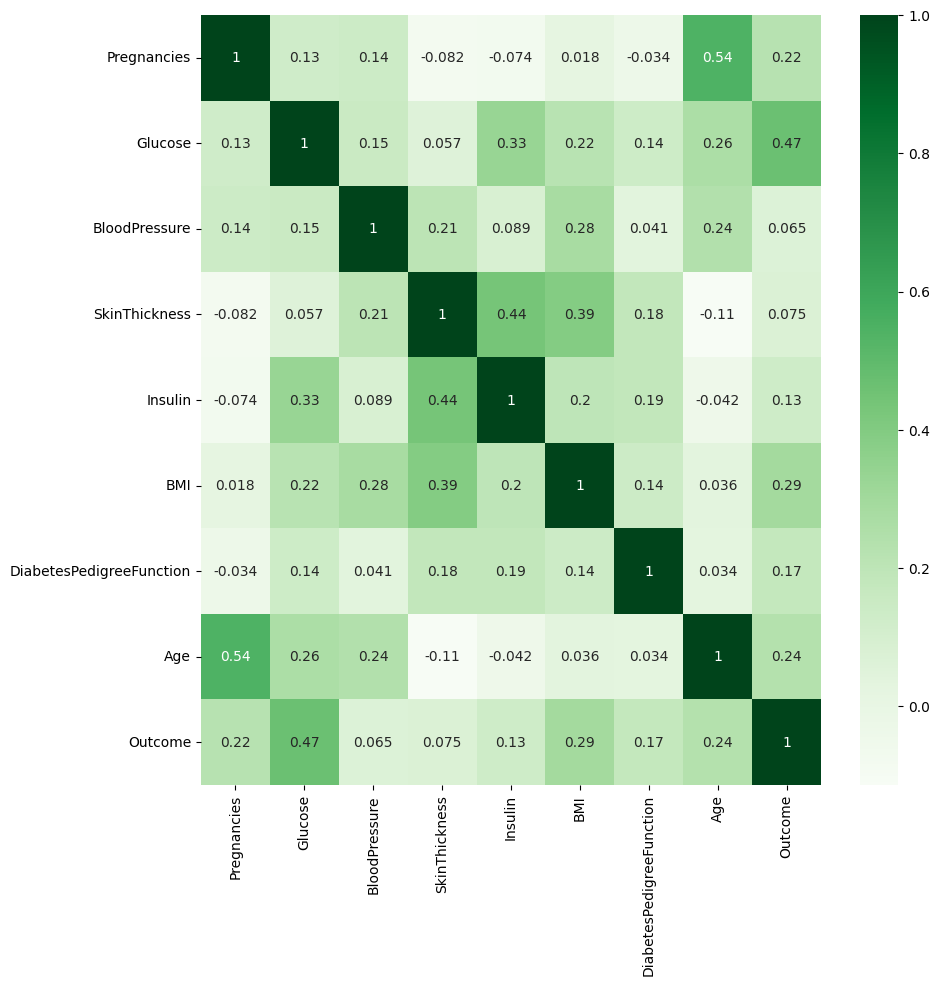 Pregnancies 1 0.13 0.14 -0.082 -0.074 0.018 -0.034 0.54 0.22
Glucose 0.13 1 0.15 0.057 0.33 0.22 0.14 0.26 0.47
BloodPressure 0.14 0.15 1 0.21 0.089 0.28 0.041 0.24 0.065
SkinThickness -0.082 0.057 0.21 1 0.44 0.39 0.18 -0.11 0.075
Insulin -0.074 0.33 0.089 0.44 1 0.2 0.19 -0.042 0.13
BMI 0.018 0.22 0.28 0.39 0.2 1 0.14 0.036 0.29
DiabetesPedigreeFunction -0.034 0.14 0.041 0.18 0.19 0.14 1 0.034 0.17
Age 0.54 0.26 0.24 -0.11 -0.042 0.036 0.034 1 0.24
Outcome 0.22 0.47 0.065 0.075 0.13 0.29 0.17 0.24 1
Pregnancies
Glucose
BloodPressure
SkinThickness
Insulin
BMI
DiabetesPedigreeFunction
Age
Outcome
1.0
0.8
0.6
0.4
0.2
0.0